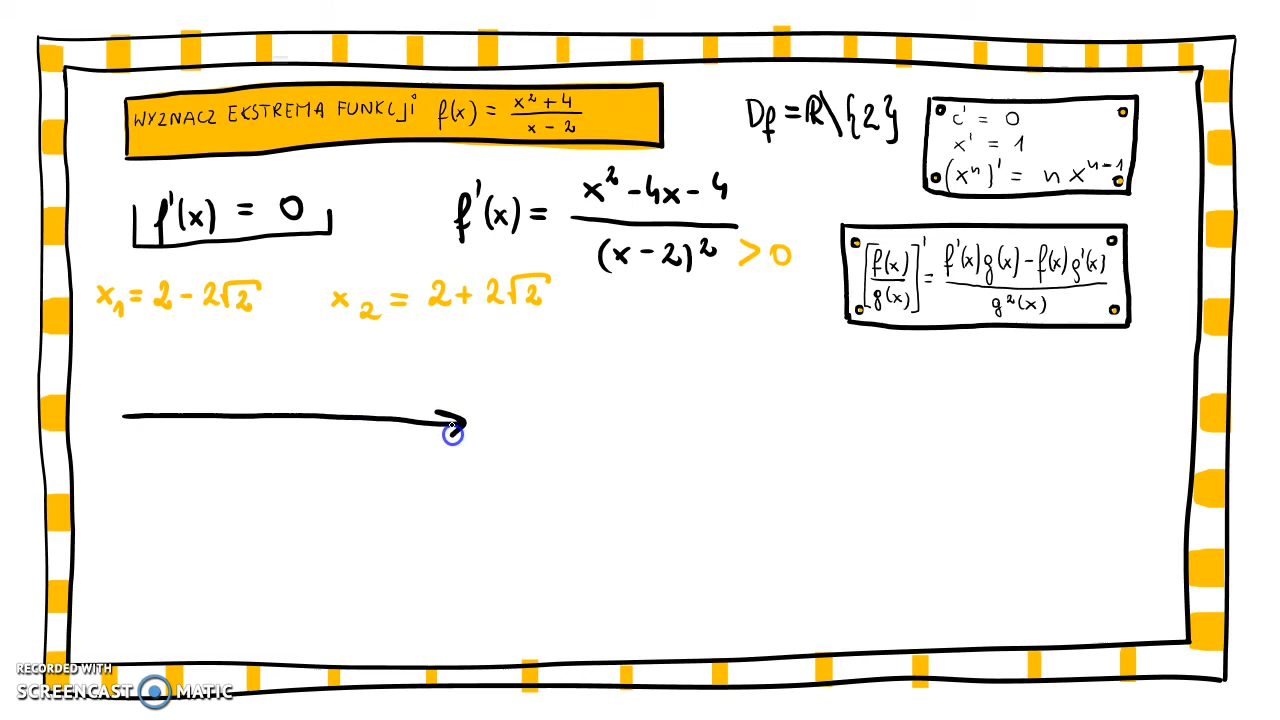 WYZNACZ EKSTREMA FUNKCJI f(x) = (x² + 4)/(x - 2)
Df = ℝ\{2}
c' = 0
x' = 1
(xⁿ)' = n xⁿ⁻¹
f'(x) = 0
f'(x) = (x² - 4x - 4)/(x - 2)² > 0
[f(x)/g(x)]' = (f'(x)g(x) - f(x)g'(x))/g²(x)
x₁ = 2 - 2√2
x₂ = 2 + 2√2
RECORDED WITH
SCREENCAST MATIC